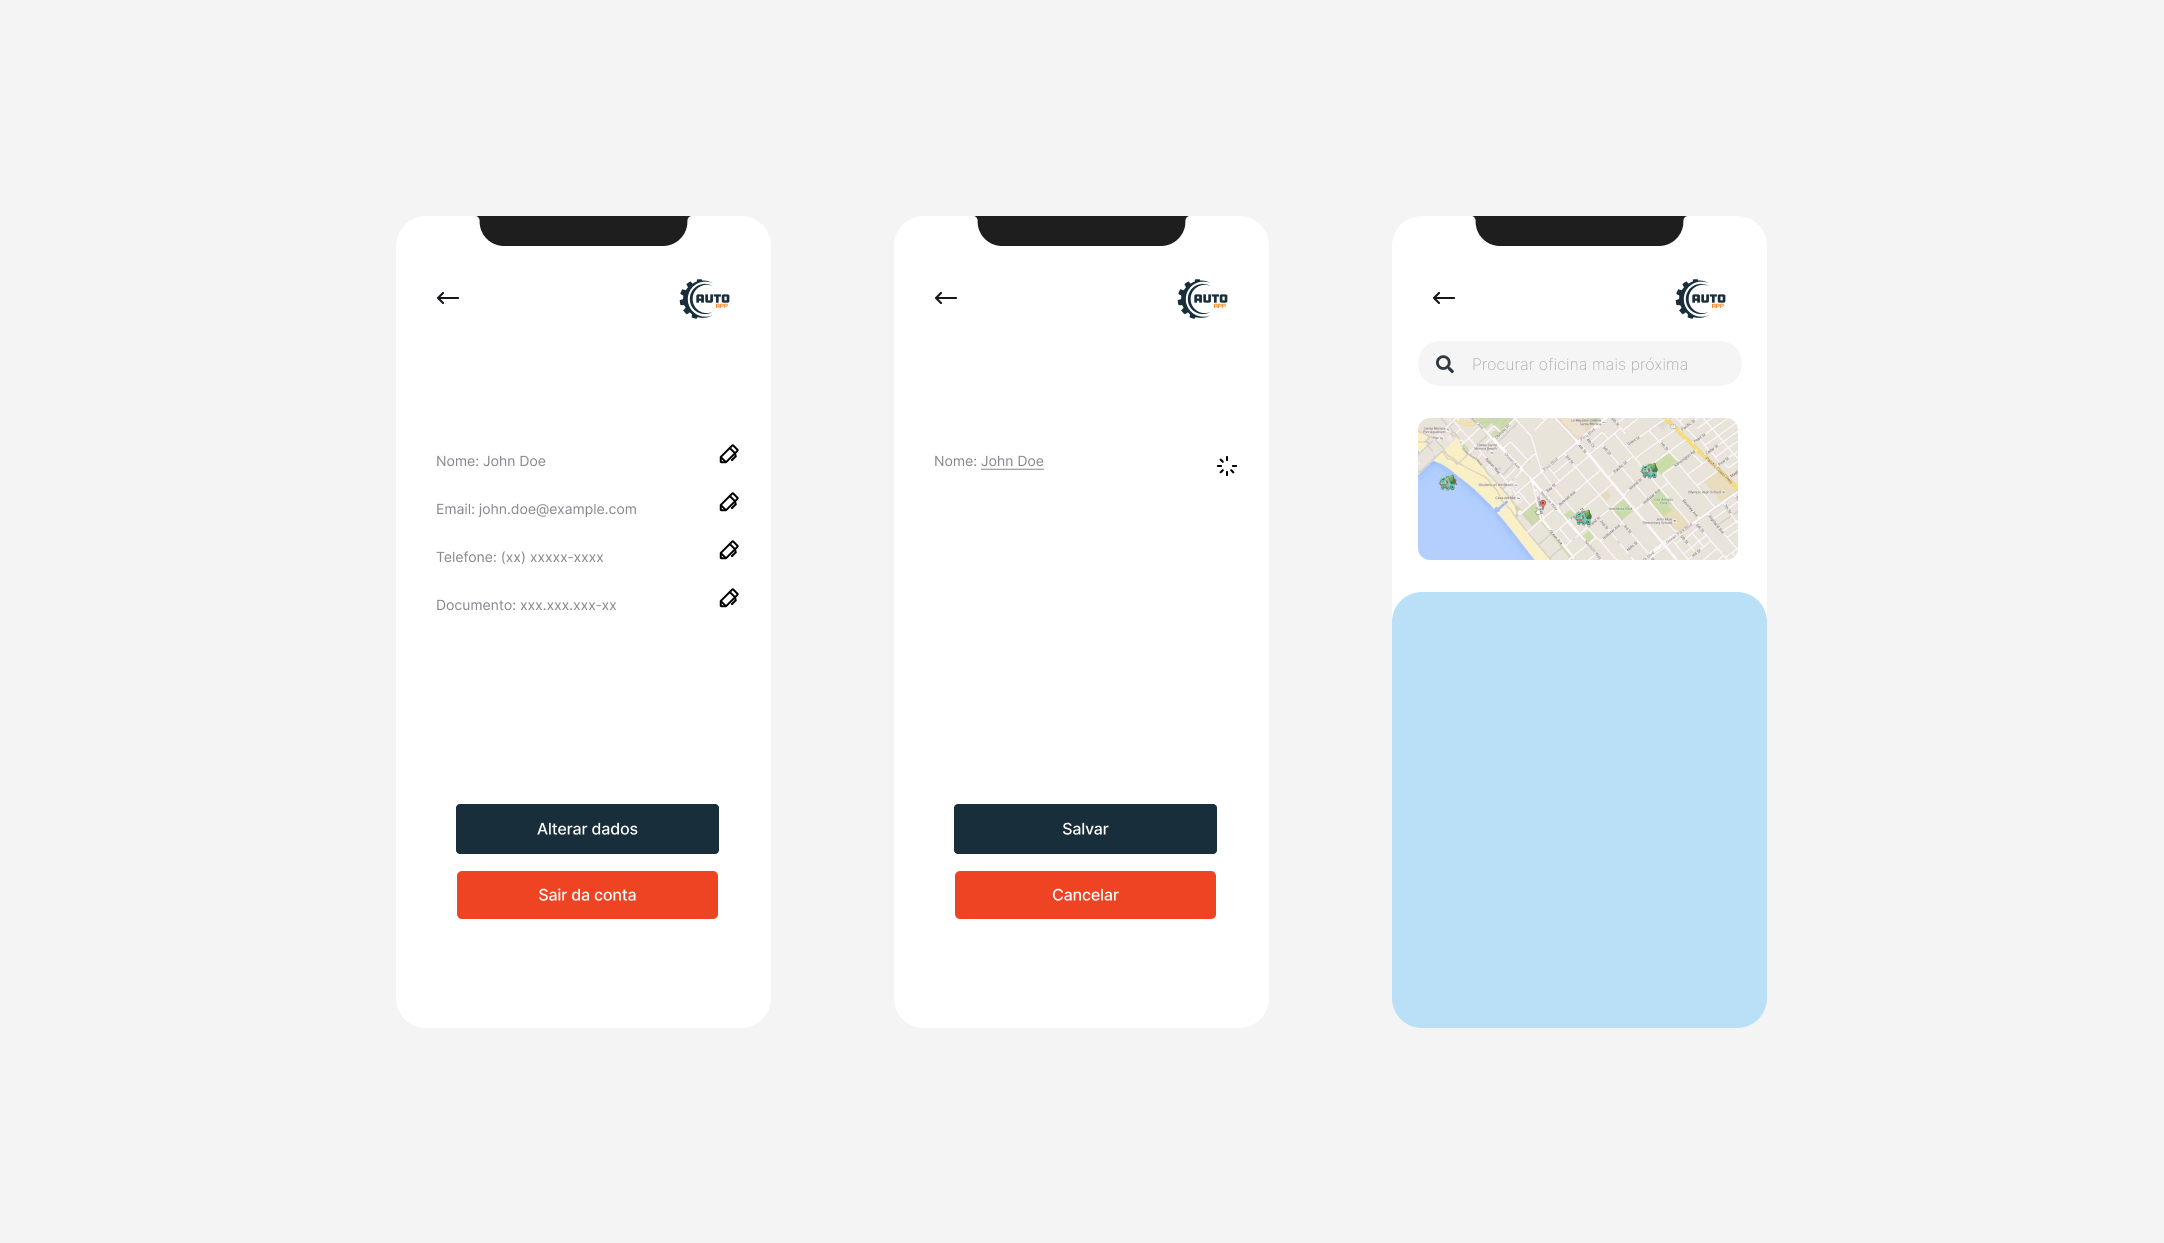 AUTO
APP
Nome: John Doe
Email: john.doe@example.com
Telefone: (xx) xxxxx-xxxx
Documento: xxx.xxx.xxx-xx
Alterar dados
Sair da conta
AUTO
APP
Nome: John Doe
Salvar
Cancelar
AUTO
APP
Procurar oficina mais próxima